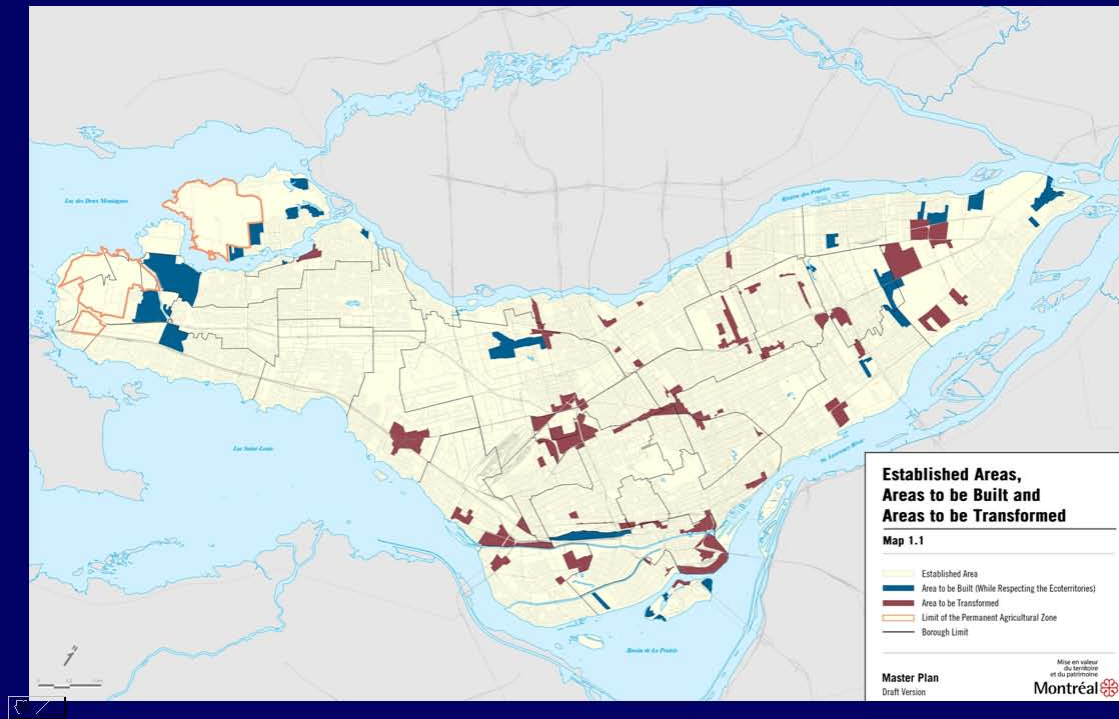 Lac des Deux Montagnes
Rivière des Prairies
Lac Saint-Louis
St. Lawrence River
Bassin de La Prairie
N
Established Areas,
Areas to be Built and
Areas to be Transformed
Map 1.1
Established Area
Area to be Built (While Respecting the Ecoterritories)
Area to be Transformed
Limit of the Permanent Agricultural Zone
Borough Limit
Master Plan
Draft Version
Mise en valeur
du territoire
et du patrimoine
Montréal